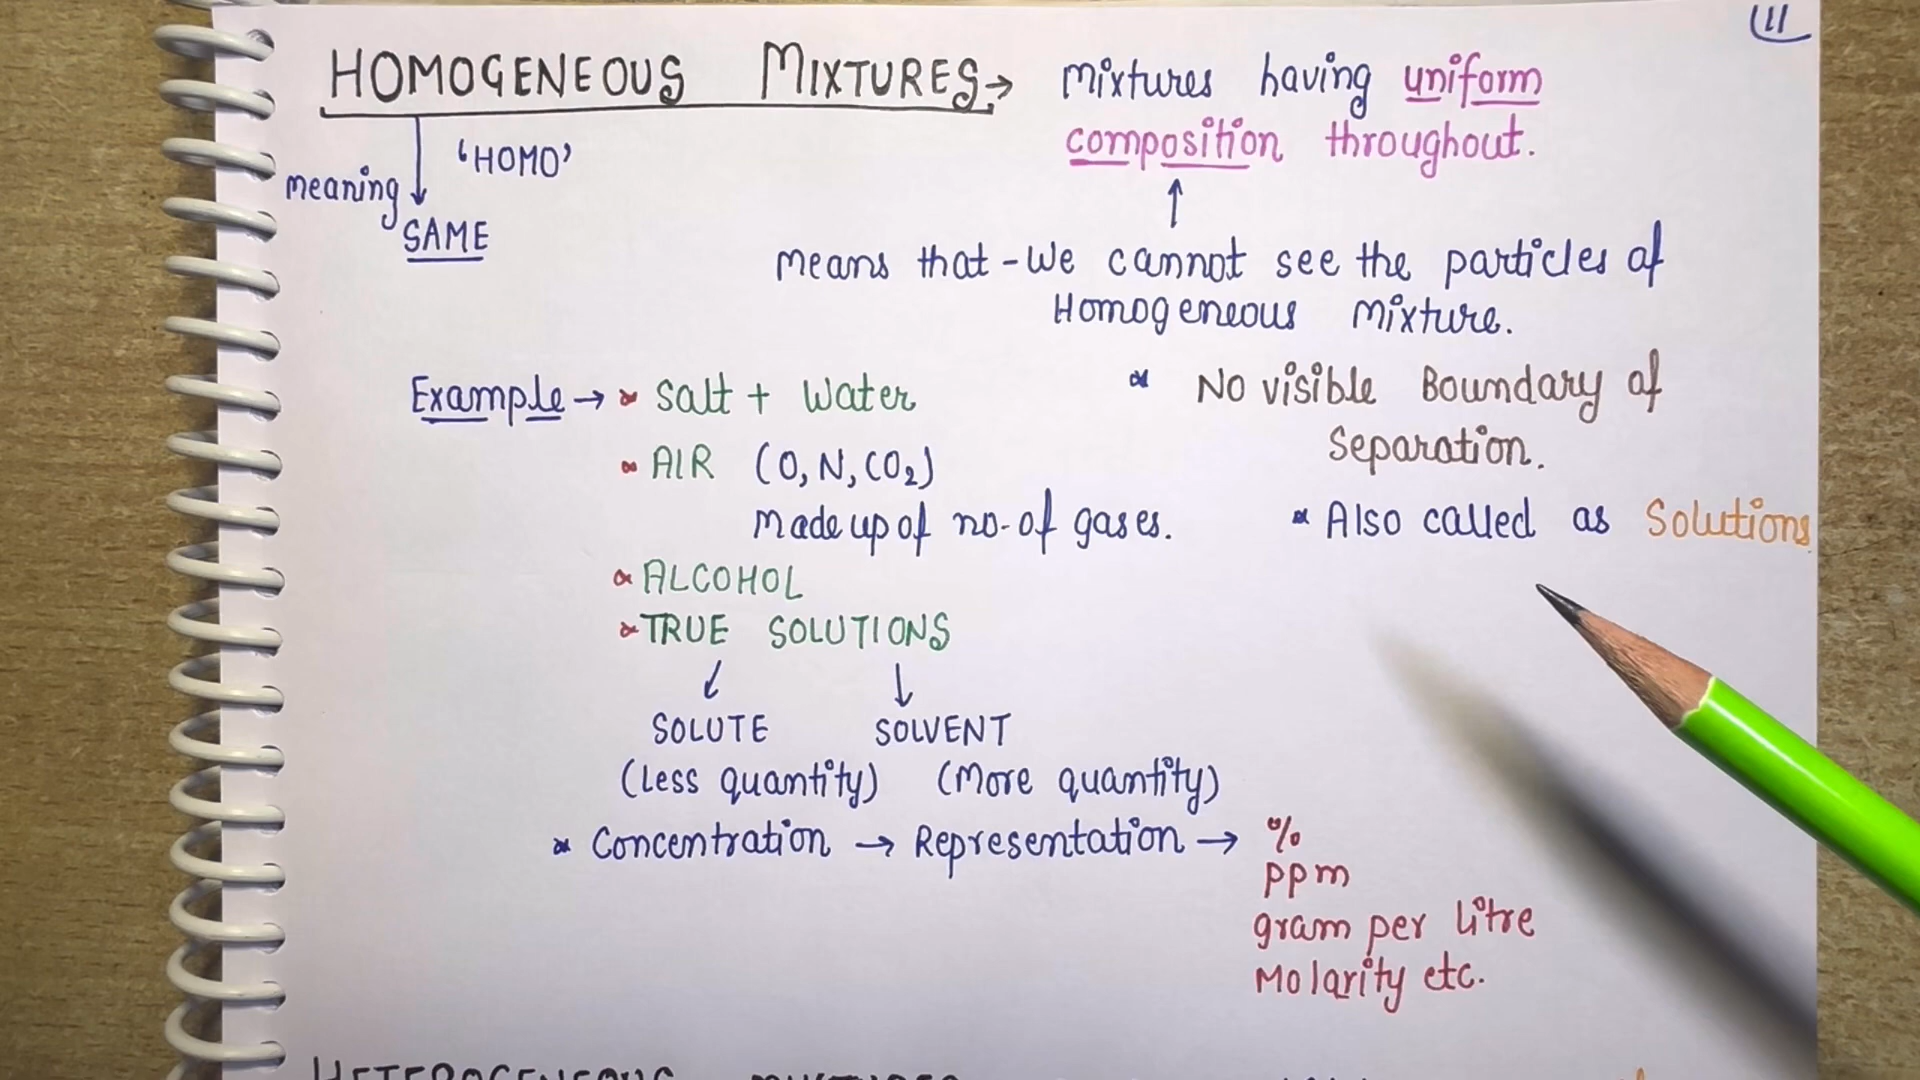 11
HOMOGENEOUS MIXTURES → Mixtures having uniform
composition throughout.
'HOMO'
meaning
SAME
means that - We cannot see the particles of
Homogeneous Mixture.
Example → * Salt + Water
* No visible Boundary of
Separation.
* AIR (O, N, CO₂)
Made up of no. of gases.
* Also called as Solutions
* ALCOHOL
* TRUE SOLUTIONS
SOLUTE SOLVENT
(Less quantity) (More quantity)
* Concentration → Representation → %
ppm
gram per litre
Molarity etc.
HETEROGENEOUS MIXTURES